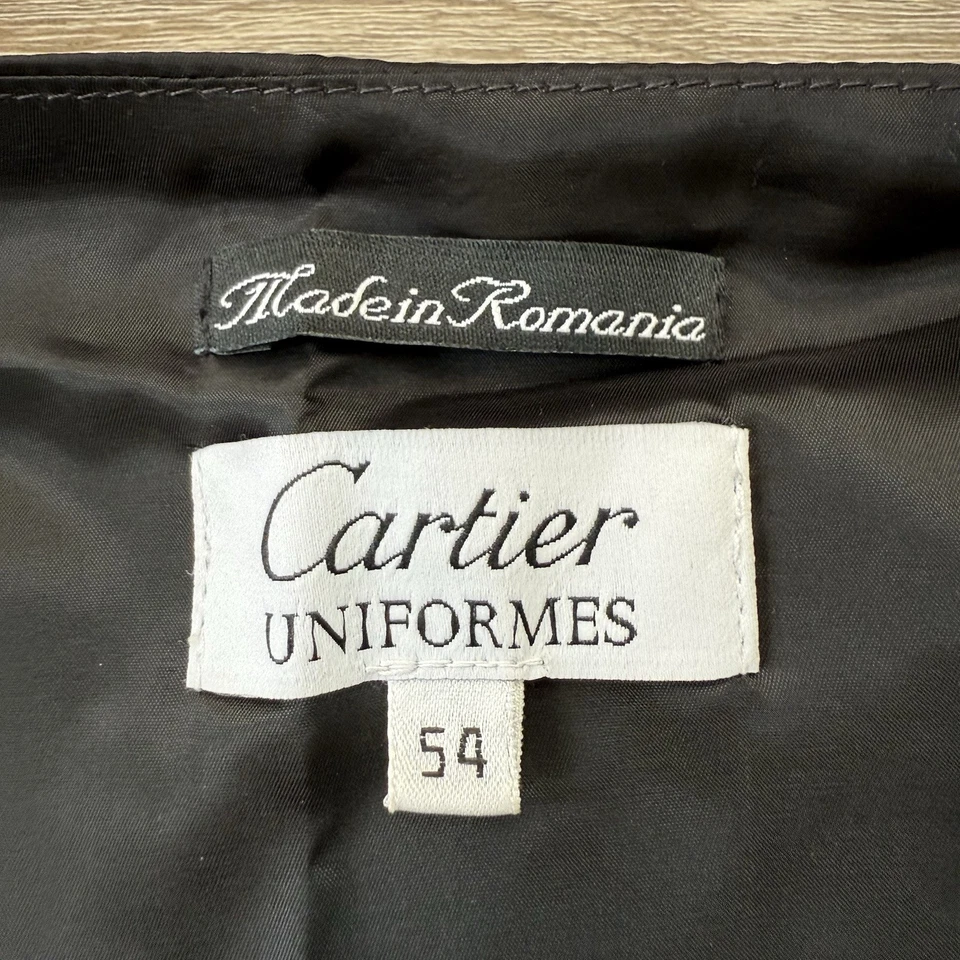 Made in Romania
Cartier
UNIFORMES
54